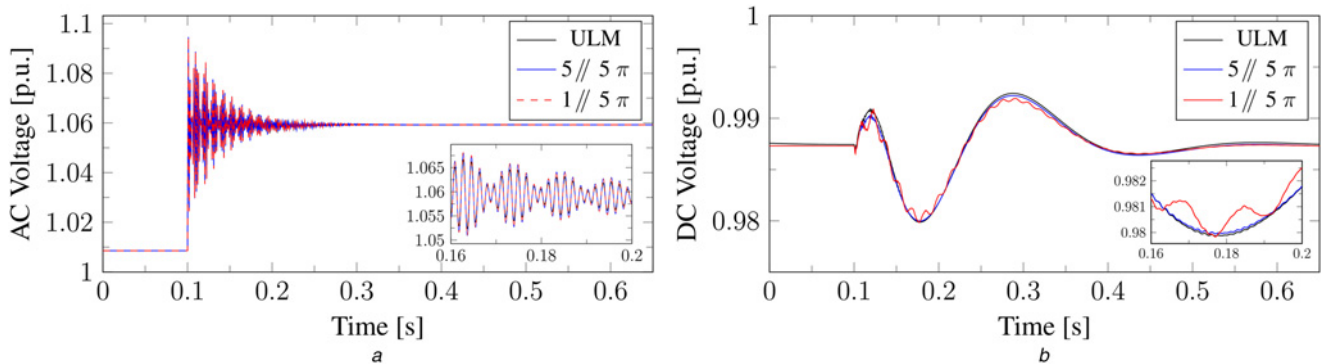 1.1
1.08
1.06
1.04
1.02
1
AC Voltage [p.u.]
ULM
5 // 5 π
1 // 5 π
1.065
1.06
1.055
1.05
0.16 0.18 0.2
0 0.1 0.2 0.3 0.4 0.5 0.6
Time [s]
a
1
0.99
0.98
DC Voltage [p.u.]
ULM
5 // 5 π
1 // 5 π
0.982
0.981
0.98
0.16 0.18 0.2
0 0.1 0.2 0.3 0.4 0.5 0.6
Time [s]
b